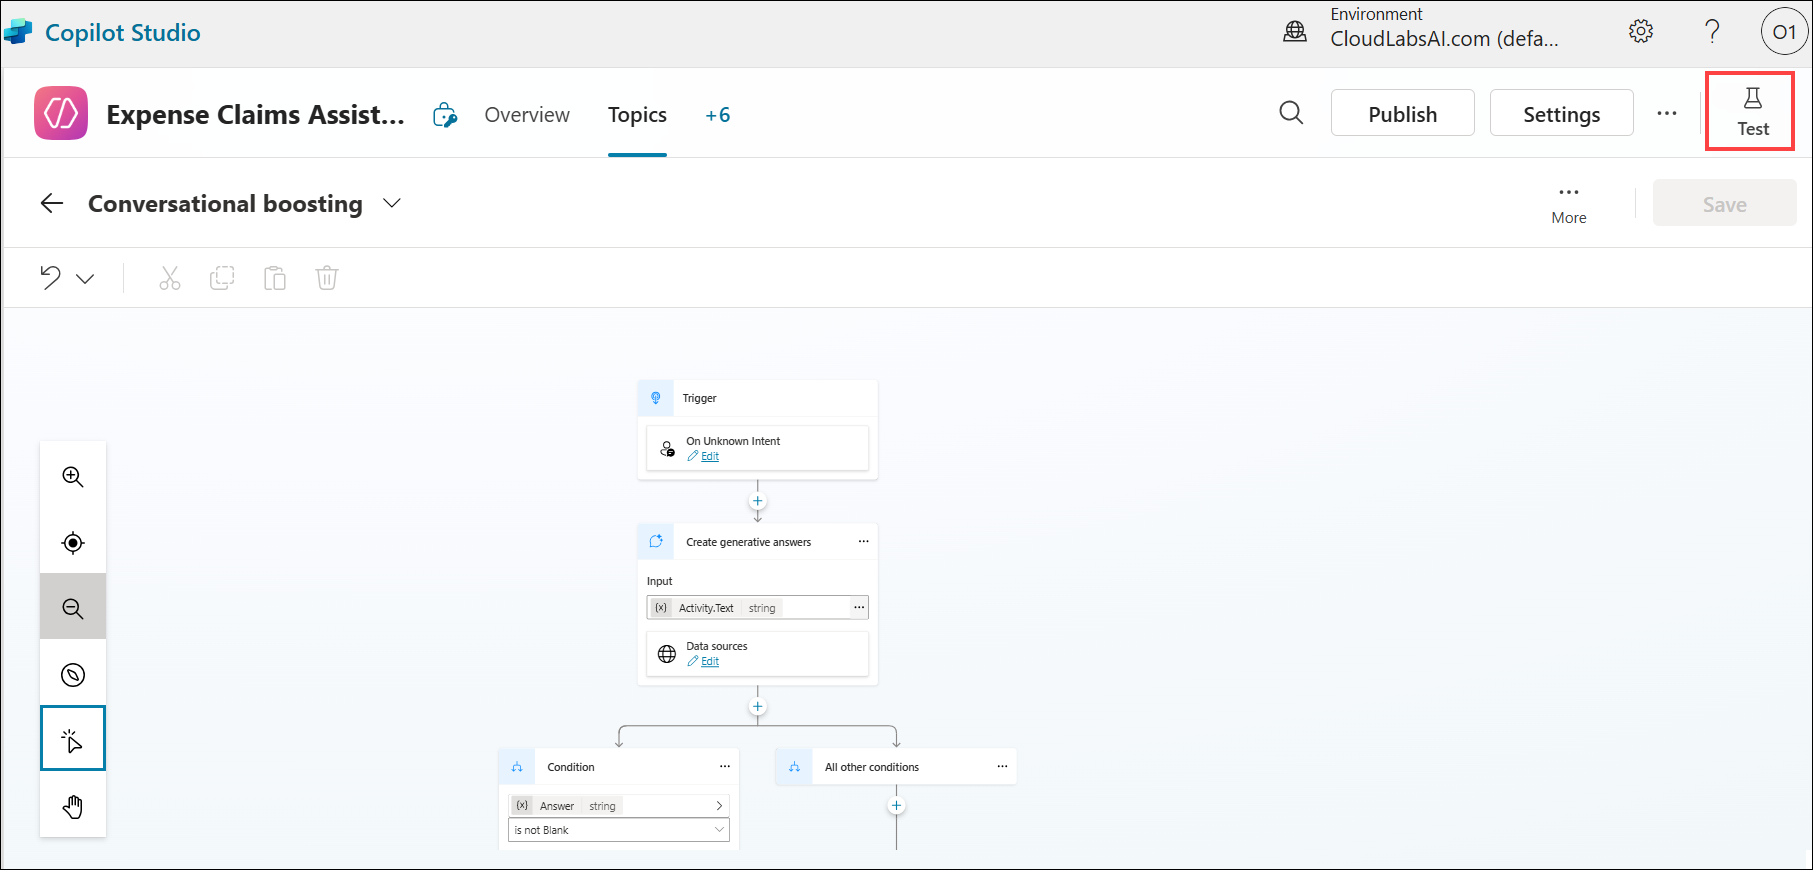 Copilot Studio
Environment
CloudLabsAI.com (defa...
?
O1
Expense Claims Assist...
Overview
Topics
+6
Publish
Settings
Test
Conversational boosting
More
Save
Trigger
On Unknown Intent
Edit
Create generative answers
Input
{x} Activity.Text string
Data sources
Edit
Condition
All other conditions
{x} Answer string
is not Blank